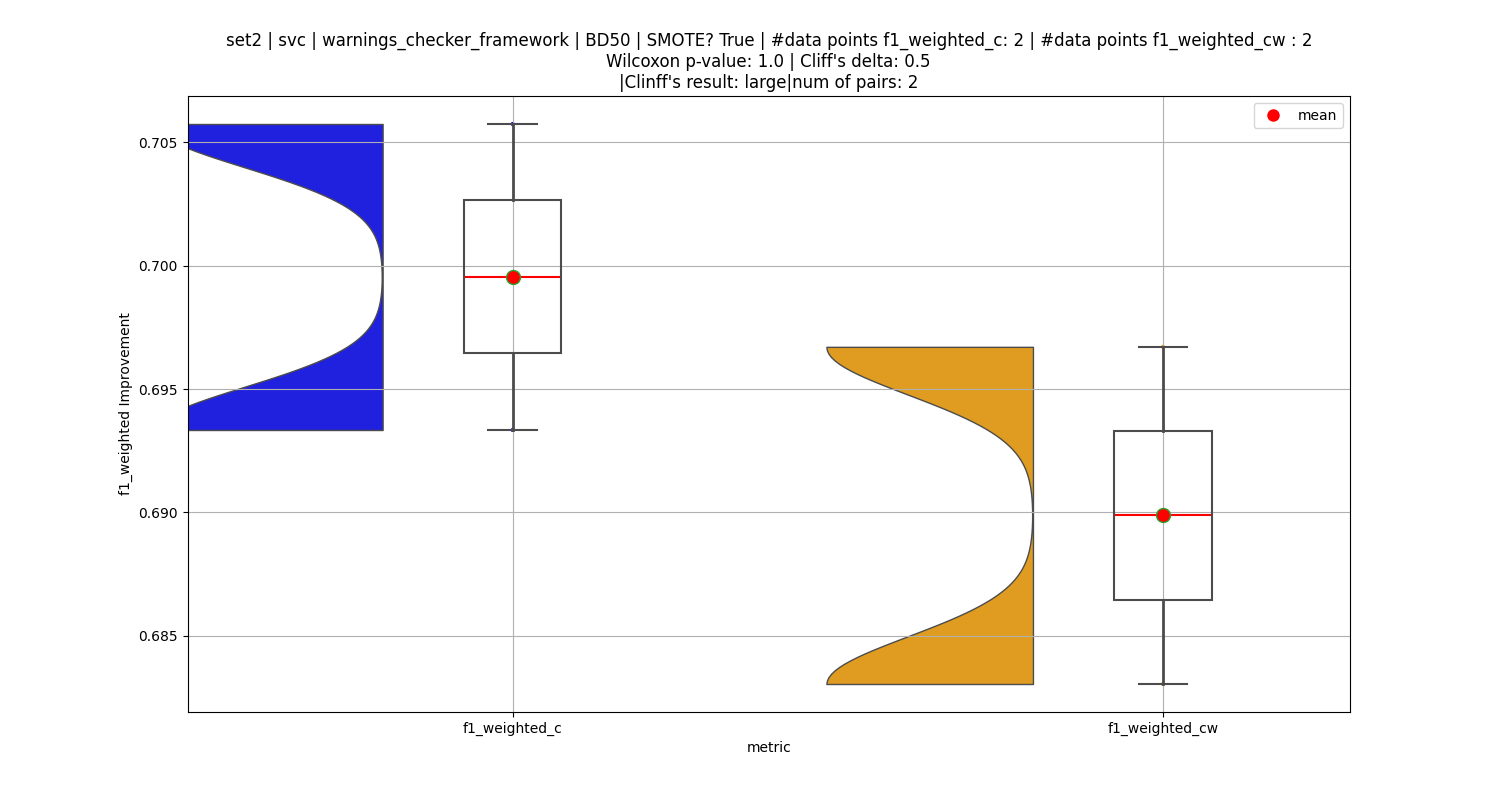 set2 | svc | warnings_checker_framework | BD50 | SMOTE? True | #data points f1_weighted_c: 2 | #data points f1_weighted_cw : 2
Wilcoxon p-value: 1.0 | Cliff's delta: 0.5
|Clinff's result: large|num of pairs: 2
mean
0.705
0.700
0.695
0.690
0.685
f1_weighted Improvement
f1_weighted_c
f1_weighted_cw
metric